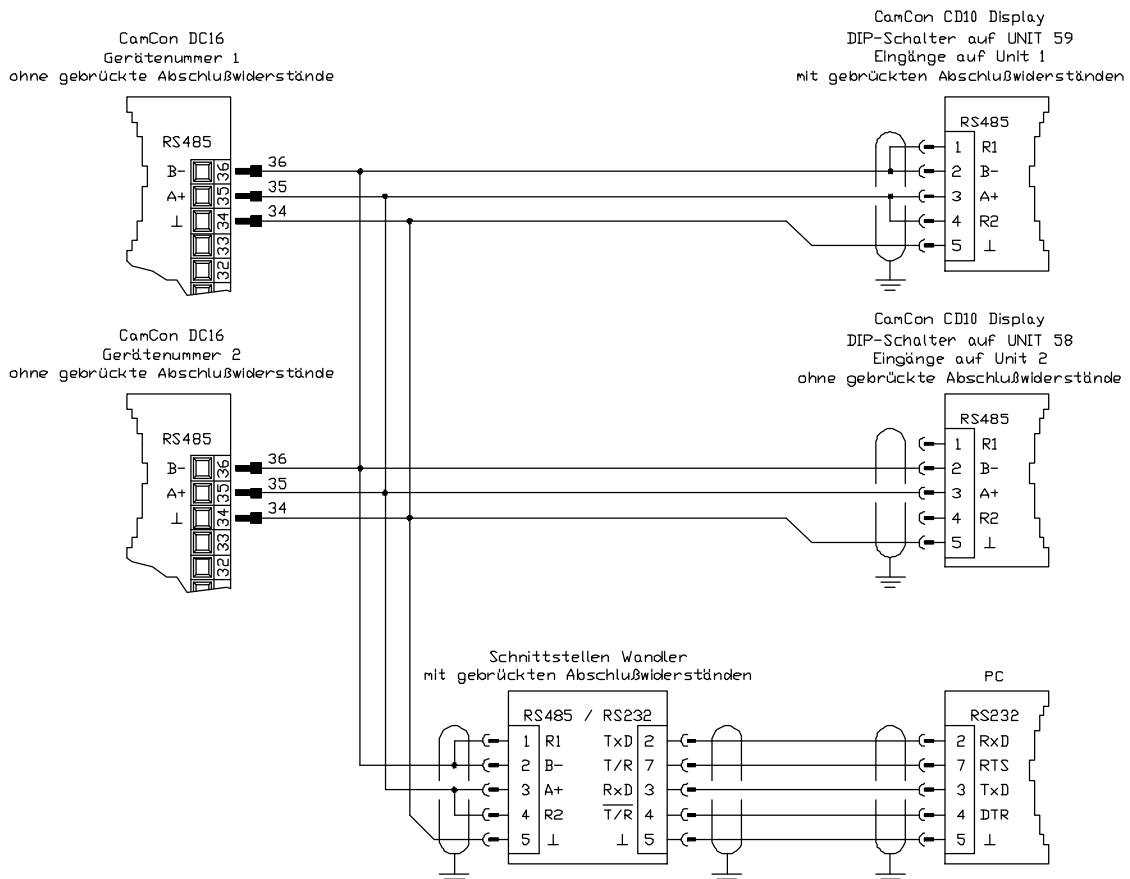 CamCon DC16
Gerätenummer 1
ohne gebrückte Abschlußwiderstände
RS485
B- 36 36
A+ 35 35
⊥ 34 34
33
32
CamCon CD10 Display
DIP-Schalter auf UNIT 59
Eingänge auf Unit 1
mit gebrückten Abschlußwiderständen
RS485
1 R1
2 B-
3 A+
4 R2
5 ⊥
CamCon DC16
Gerätenummer 2
ohne gebrückte Abschlußwiderstände
RS485
B- 36 36
A+ 35 35
⊥ 34 34
33
32
CamCon CD10 Display
DIP-Schalter auf UNIT 58
Eingänge auf Unit 2
ohne gebrückte Abschlußwiderstände
RS485
1 R1
2 B-
3 A+
4 R2
5 ⊥
Schnittstellen Wandler
mit gebrückten Abschlußwiderständen
RS485 / RS232
1 R1 TxD 2
2 B- T/R 7
3 A+ RxD 3
4 R2 T/R 4
5 ⊥ ⊥ 5
PC
RS232
2 RxD
7 RTS
3 TxD
4 DTR
5 ⊥